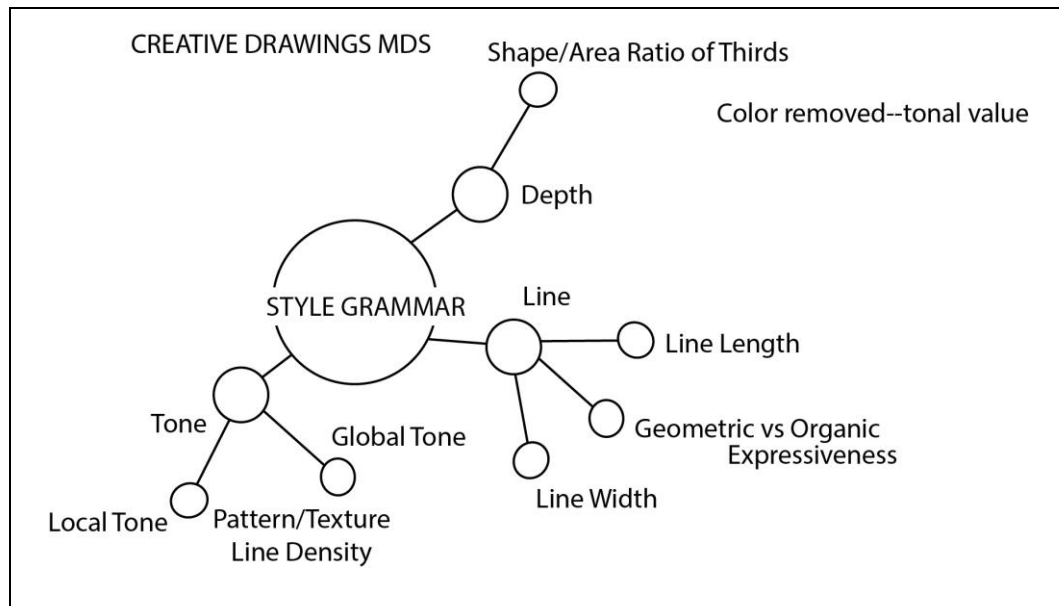 CREATIVE DRAWINGS MDS
Shape/Area Ratio of Thirds
Color removed--tonal value
Depth
STYLE GRAMMAR
Line
Line Length
Geometric vs Organic
Expressiveness
Line Width
Tone
Global Tone
Local Tone
Pattern/Texture
Line Density